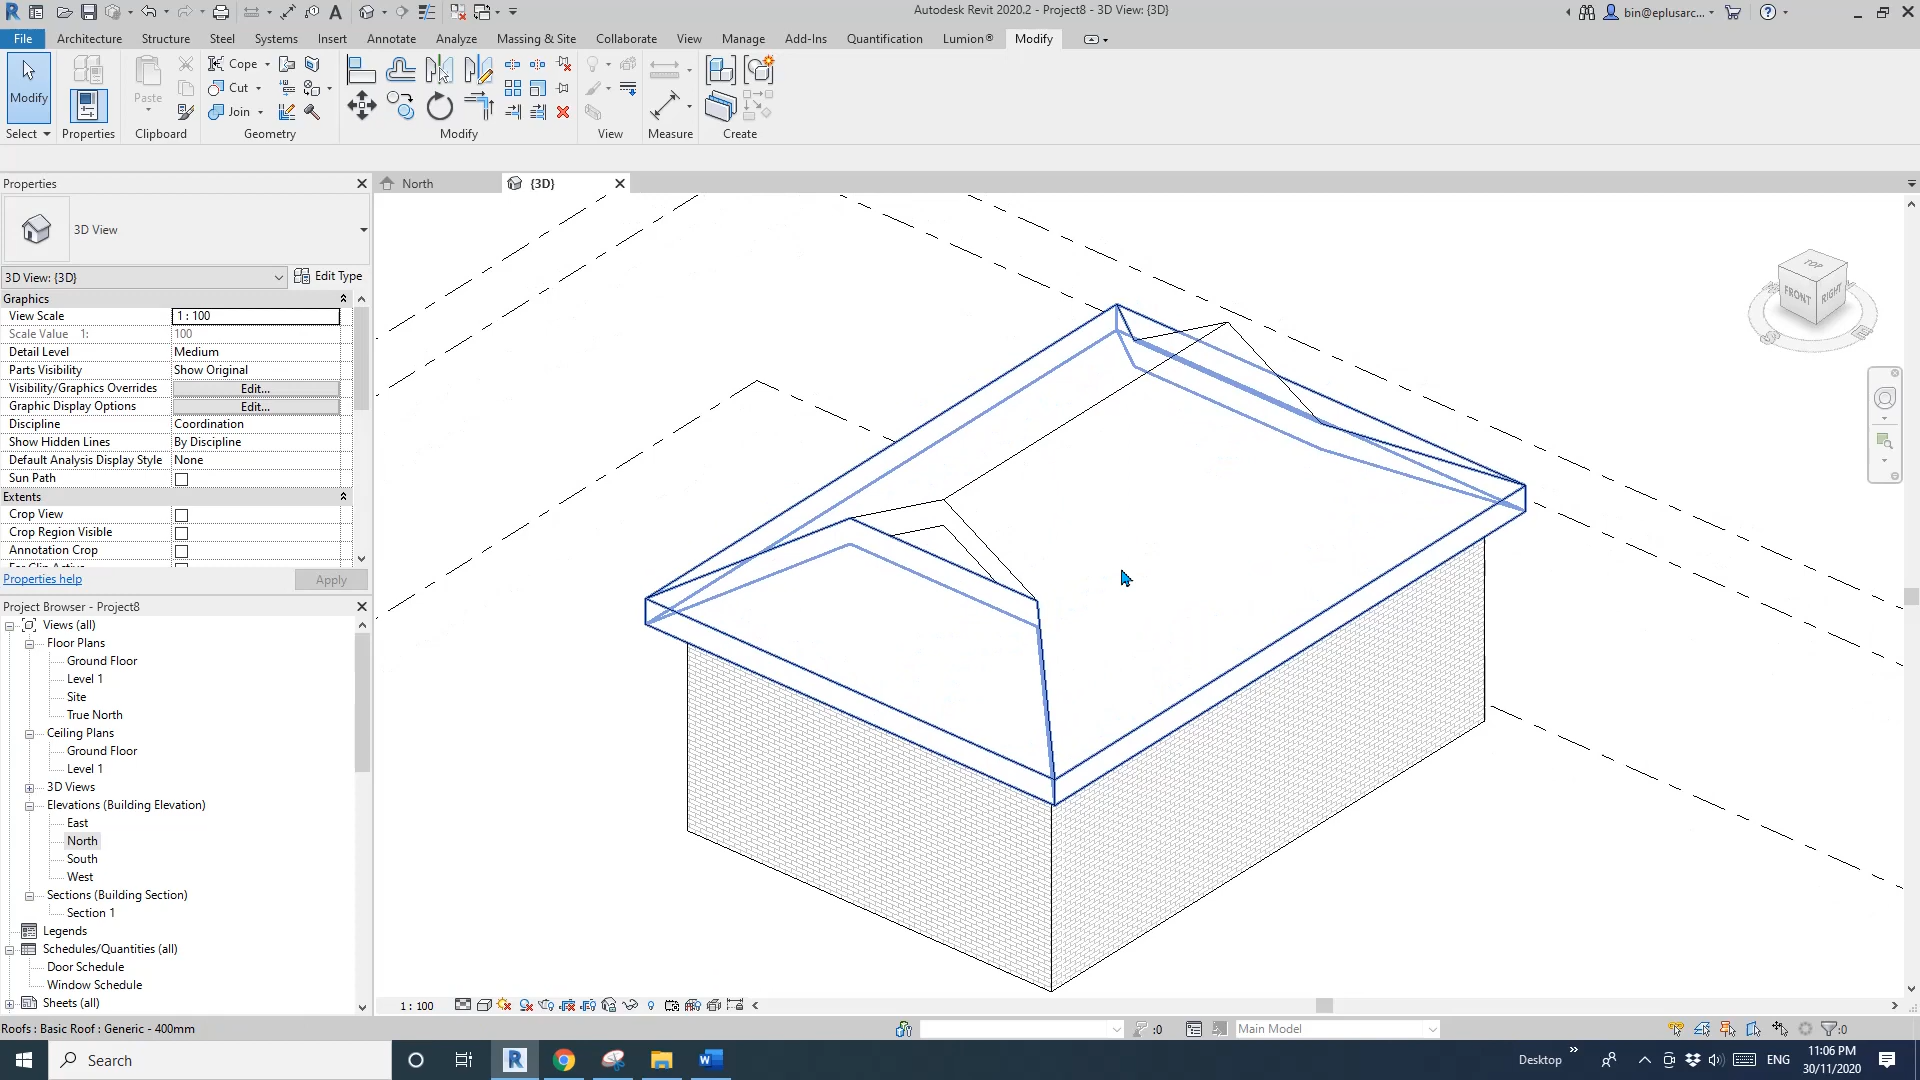 Autodesk Revit 2020.2 - Project8 - 3D View: {3D}
bin@eplusarc...
File Architecture Structure Steel Systems Insert Annotate Analyze Massing & Site Collaborate View Manage Add-Ins Quantification Lumion® Modify
Modify
Paste
Cope
Cut
Join
Select Properties Clipboard Geometry Modify View Measure Create
Properties
North
{3D}
3D View
3D View: {3D}
Edit Type
Graphics
View Scale 1 : 100
Scale Value 1: 100
Detail Level Medium
Parts Visibility Show Original
Visibility/Graphics Overrides Edit...
Graphic Display Options Edit...
Discipline Coordination
Show Hidden Lines By Discipline
Default Analysis Display Style None
Sun Path
Extents
Crop View
Crop Region Visible
Annotation Crop
Properties help
Apply
Project Browser - Project8
Views (all)
Floor Plans
Ground Floor
Level 1
Site
True North
Ceiling Plans
Ground Floor
Level 1
3D Views
Elevations (Building Elevation)
East
North
South
West
Sections (Building Section)
Section 1
Legends
Schedules/Quantities (all)
Door Schedule
Window Schedule
Sheets (all)
TOP
FRONT
RIGHT
S
E
1 : 100
Roofs : Basic Roof : Generic - 400mm
:0
Main Model
:0
Search
Desktop
ENG
11:06 PM
30/11/2020